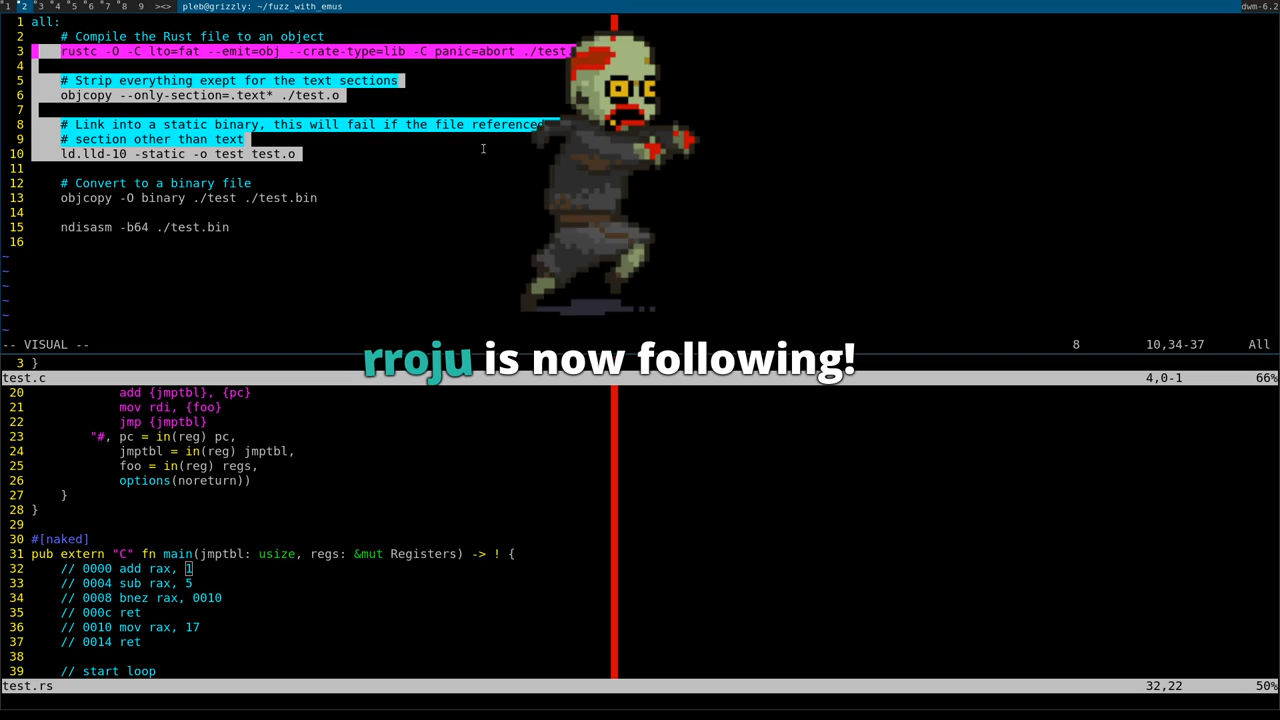 1 2 3 4 5 6 7 8 9 ><> pleb@grizzly: ~/fuzz_with_emus dwm-6.2
1 all:
2 # Compile the Rust file to an object
3 rustc -O -C lto=fat --emit=obj --crate-type=lib -C panic=abort ./test.
4
5 # Strip everything exept for the text sections
6 objcopy --only-section=.text* ./test.o
7
8 # Link into a static binary, this will fail if the file reference
9 # section other than text
10 ld.lld-10 -static -o test test.o
11
12 # Convert to a binary file
13 objcopy -O binary ./test ./test.bin
14
15 ndisasm -b64 ./test.bin
16
~
~
~
~
~
~
-- VISUAL -- 8 10,34-37 All
rroju is now following!
3 }
test.c 4,0-1 66%
20 add {jmptbl}, {pc}
21 mov rdi, {foo}
22 jmp {jmptbl}
23 "#, pc = in(reg) pc,
24 jmptbl = in(reg) jmptbl,
25 foo = in(reg) regs,
26 options(noreturn))
27 }
28 }
29
30 #[naked]
31 pub extern "C" fn main(jmptbl: usize, regs: &mut Registers) -> ! {
32 // 0000 add rax, 1
33 // 0004 sub rax, 5
34 // 0008 bnez rax, 0010
35 // 000c ret
36 // 0010 mov rax, 17
37 // 0014 ret
38
39 // start loop
test.rs 32,22 50%